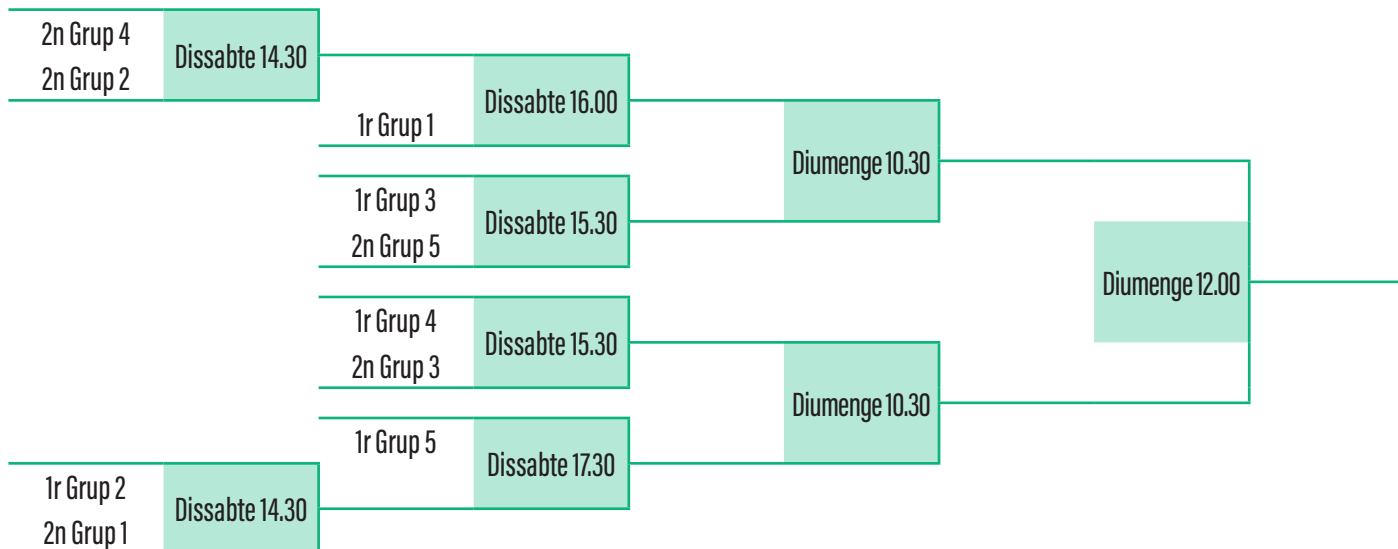 2n Grup 4
2n Grup 2
Dissabte 14.30
1r Grup 1
Dissabte 16.00
1r Grup 3
2n Grup 5
Dissabte 15.30
Diumenge 10.30
1r Grup 4
2n Grup 3
Dissabte 15.30
1r Grup 5
Dissabte 17.30
Diumenge 10.30
1r Grup 2
2n Grup 1
Dissabte 14.30
Diumenge 12.00